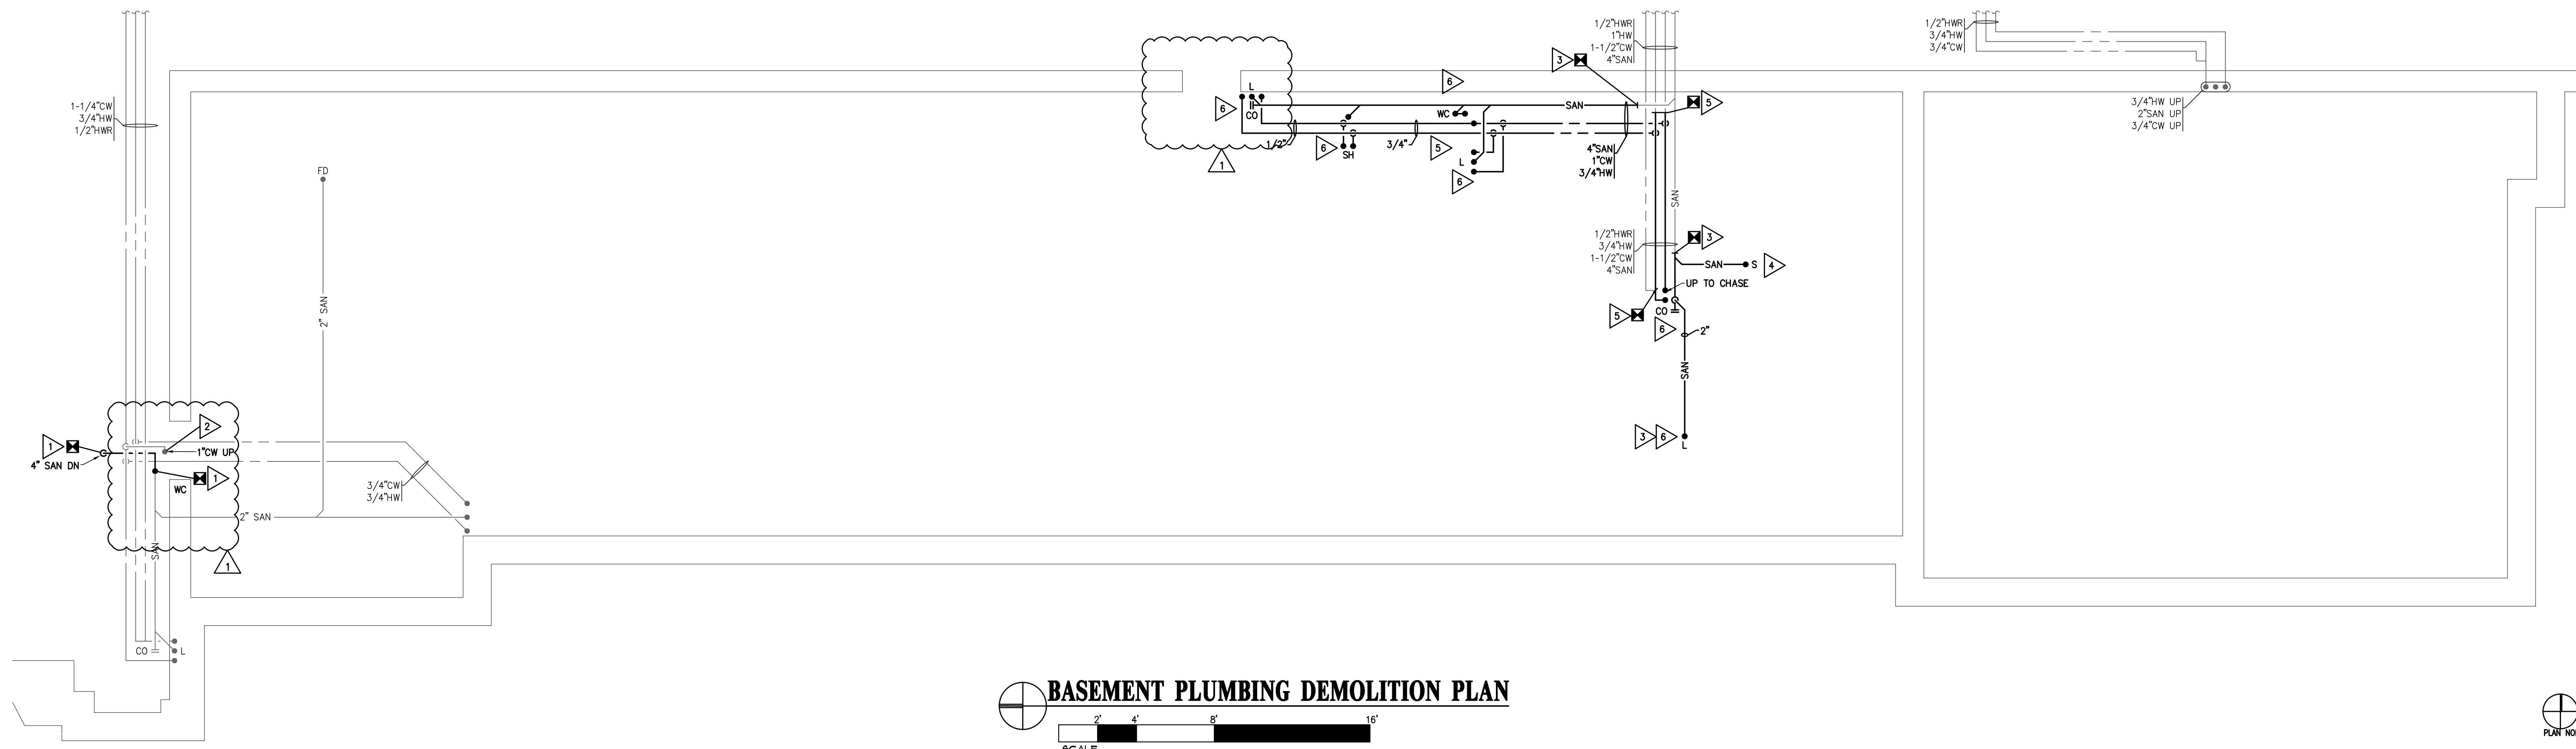 1/2"HWR
1"HW
1-1/2"CW
4"SAN
1/2"HWR
3/4"HW
3/4"CW
3
6
L
6
CO
1-1/4"CW
3/4"HW
1/2"HWR
SAN
5
WC
3/4"HW UP
2"SAN UP
3/4"CW UP
1/2"
6
SH
3/4"
5
L
6
4"SAN
1"CW
3/4"HW
1
FD
SAN
2" SAN
1/2"HWR
3/4"HW
1-1/2"CW
4"SAN
3
SAN
S
4
UP TO CHASE
5
CO
6
2"
SAN
3
6
L
2
1
4" SAN DN
1"CW UP
1
WC
3/4"CW
3/4"HW
2" SAN
SAN
1
CO
L
BASEMENT PLUMBING DEMOLITION PLAN
2'
4'
8'
16'
SCALE
PLAN NO